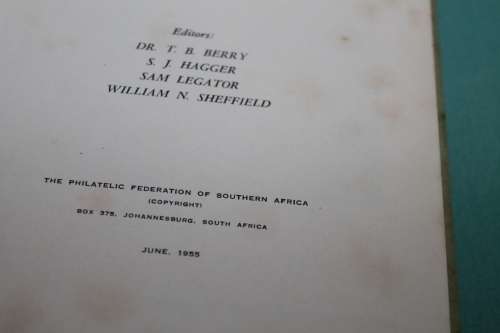 Editors:
DR. T. B. BERRY
S. J. HAGGER
SAM LEGATOR
WILLIAM N. SHEFFIELD
THE PHILATELIC FEDERATION OF SOUTHERN AFRICA
(COPYRIGHT)
BOX 375, JOHANNESBURG, SOUTH AFRICA
JUNE, 1955